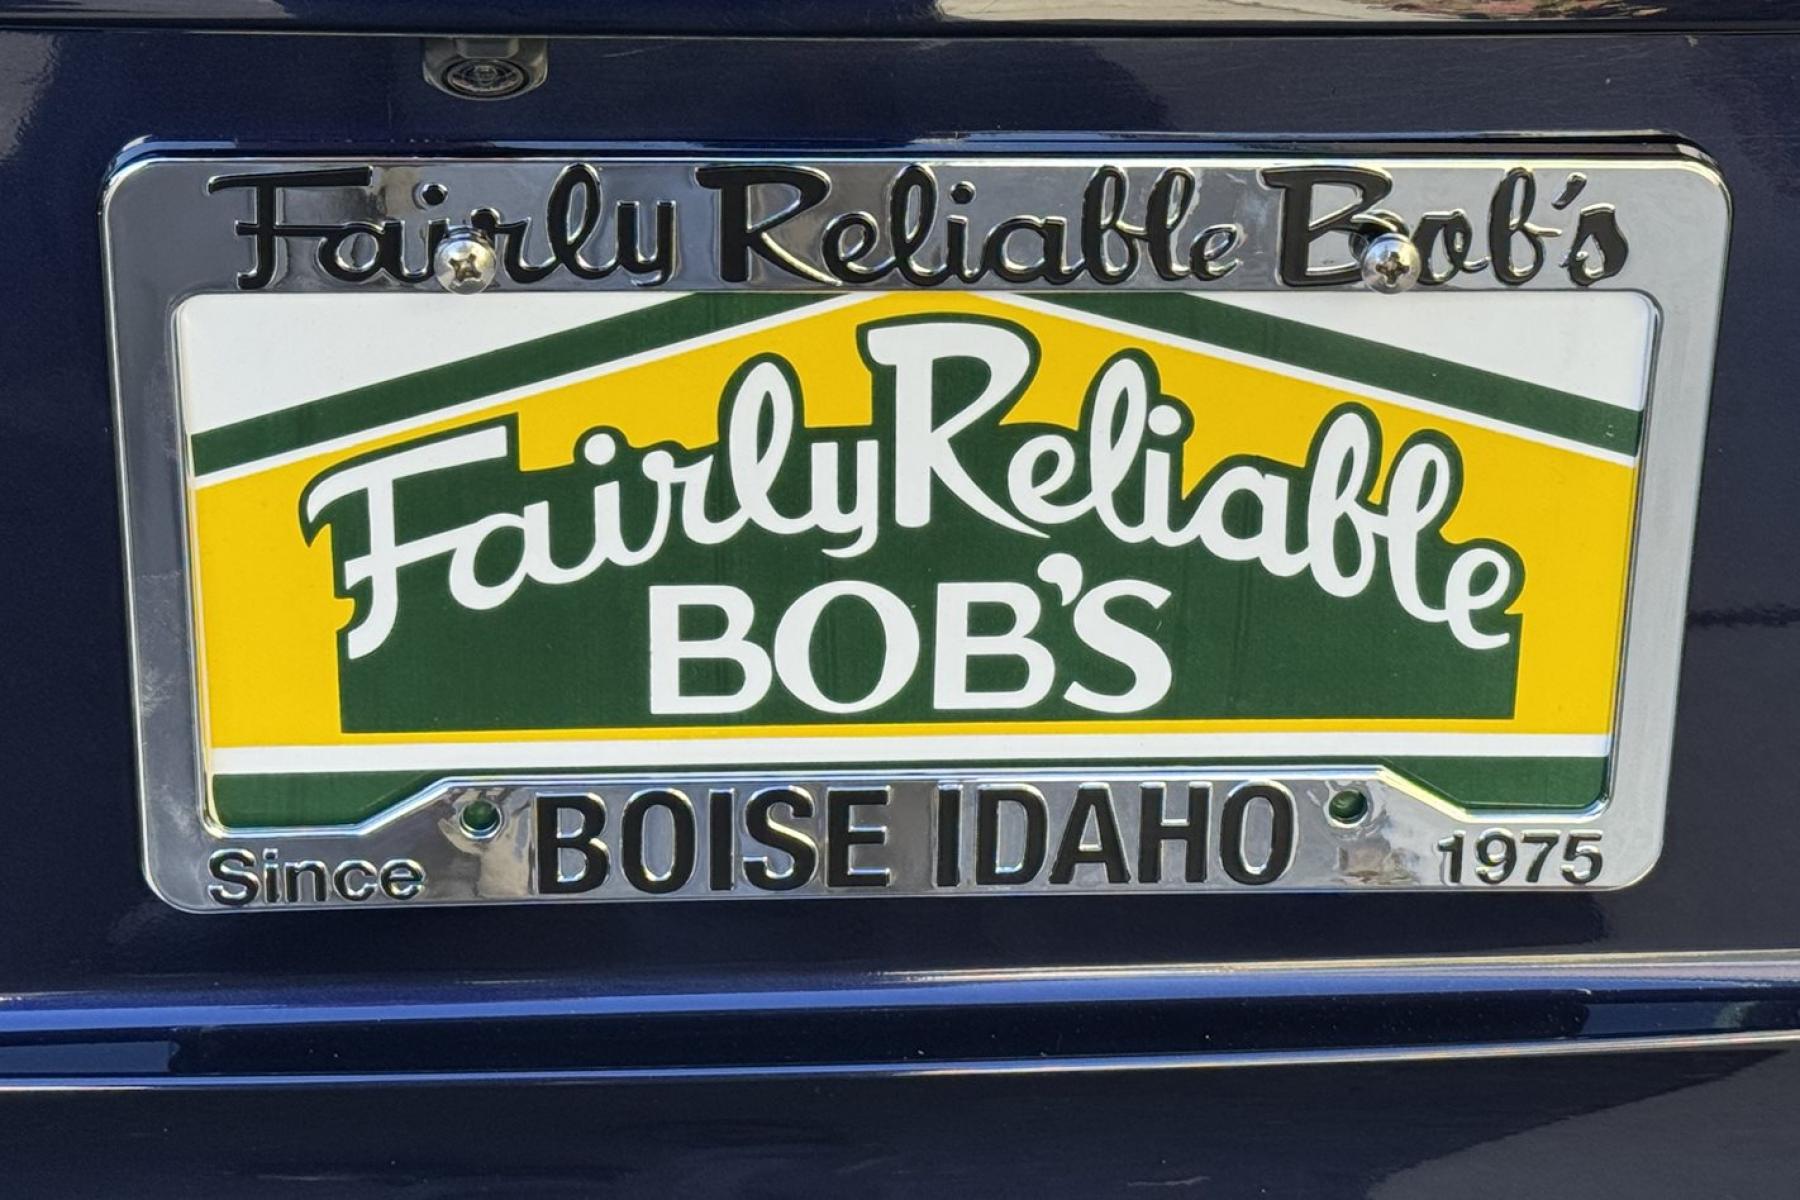 Fairly Reliable Bob's
Fairly Reliable
BOB'S
Since BOISE IDAHO 1975